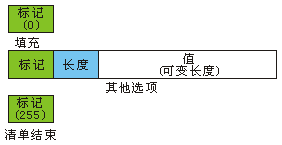 标记
(0)
填充
标记 长度 值
(可变长度)
其他选项
标记
(255)
清单结束